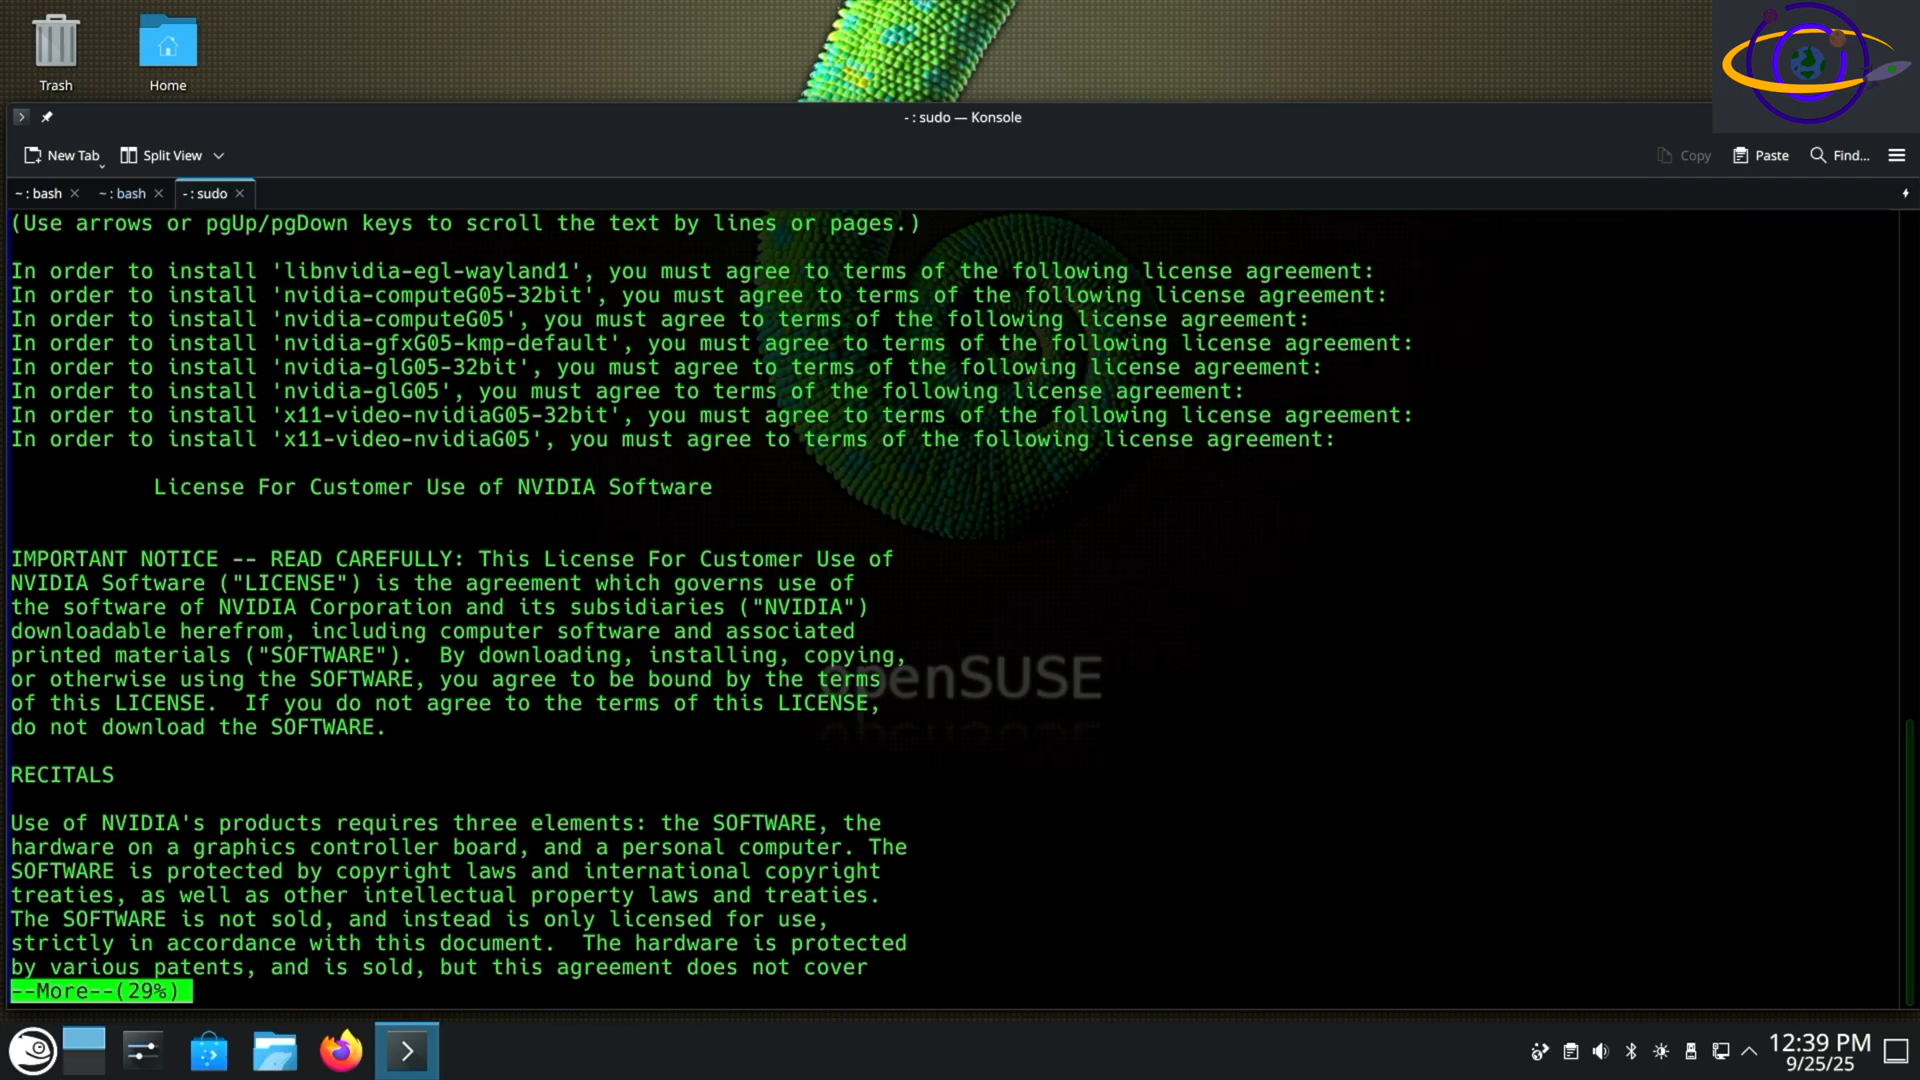 Trash
Home
- : sudo — Konsole
New Tab
Split View
Copy
Paste
Find...
~ : bash
~ : bash
- : sudo
(Use arrows or pgUp/pgDown keys to scroll the text by lines or pages.)
In order to install 'libnvidia-egl-wayland1', you must agree to terms of the following license agreement:
In order to install 'nvidia-computeG05-32bit', you must agree to terms of the following license agreement:
In order to install 'nvidia-computeG05', you must agree to terms of the following license agreement:
In order to install 'nvidia-gfxG05-kmp-default', you must agree to terms of the following license agreement:
In order to install 'nvidia-glG05-32bit', you must agree to terms of the following license agreement:
In order to install 'nvidia-glG05', you must agree to terms of the following license agreement:
In order to install 'x11-video-nvidiaG05-32bit', you must agree to terms of the following license agreement:
In order to install 'x11-video-nvidiaG05', you must agree to terms of the following license agreement:
License For Customer Use of NVIDIA Software
IMPORTANT NOTICE -- READ CAREFULLY: This License For Customer Use of
NVIDIA Software ("LICENSE") is the agreement which governs use of
the software of NVIDIA Corporation and its subsidiaries ("NVIDIA")
downloadable herefrom, including computer software and associated
printed materials ("SOFTWARE").  By downloading, installing, copying,
or otherwise using the SOFTWARE, you agree to be bound by the terms
of this LICENSE.  If you do not agree to the terms of this LICENSE,
do not download the SOFTWARE.
openSUSE
RECITALS
Use of NVIDIA's products requires three elements: the SOFTWARE, the
hardware on a graphics controller board, and a personal computer. The
SOFTWARE is protected by copyright laws and international copyright
treaties, as well as other intellectual property laws and treaties.
The SOFTWARE is not sold, and instead is only licensed for use,
strictly in accordance with this document.  The hardware is protected
by various patents, and is sold, but this agreement does not cover
--More--(29%)
12:39 PM
9/25/25